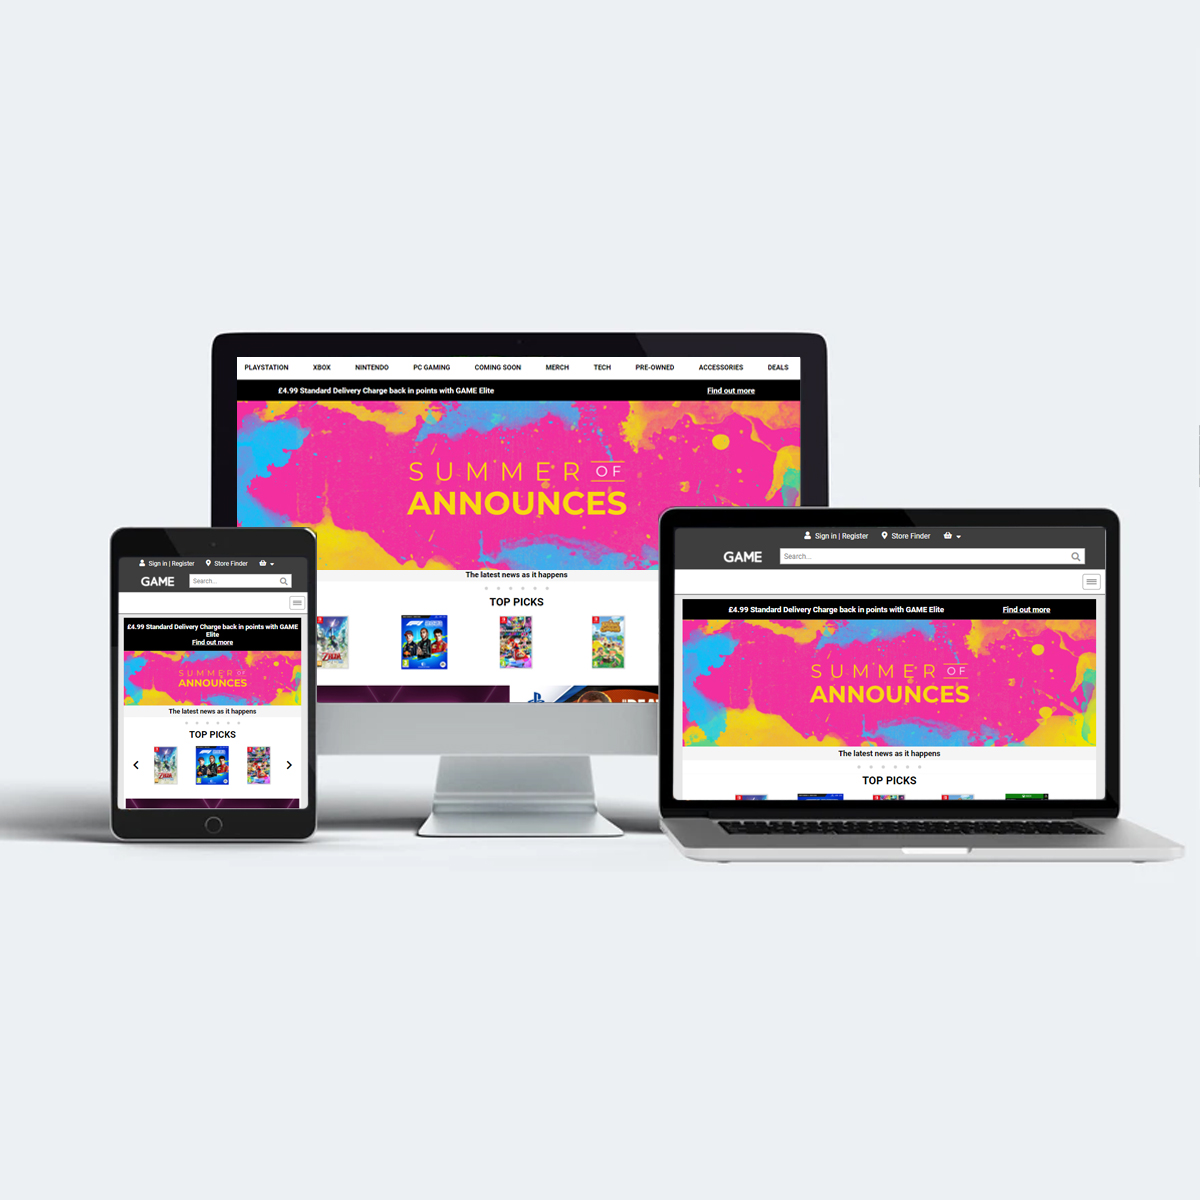 PLAYSTATION XBOX NINTENDO PC GAMING COMING SOON MERCH TECH PRE-OWNED ACCESSORIES DEALS
£4.99 Standard Delivery Charge back in points with GAME Elite Find out more
SUMMER OF
ANNOUNCES
The latest news as it happens
TOP PICKS
Sign in | Register Store Finder
GAME Search...
£4.99 Standard Delivery Charge back in points with GAME
Elite
Find out more
SUMMER OF
ANNOUNCES
The latest news as it happens
TOP PICKS
ZELDA
Sign in | Register Store Finder
GAME Search...
£4.99 Standard Delivery Charge back in points with GAME Elite Find out more
SUMMER OF
ANNOUNCES
The latest news as it happens
TOP PICKS